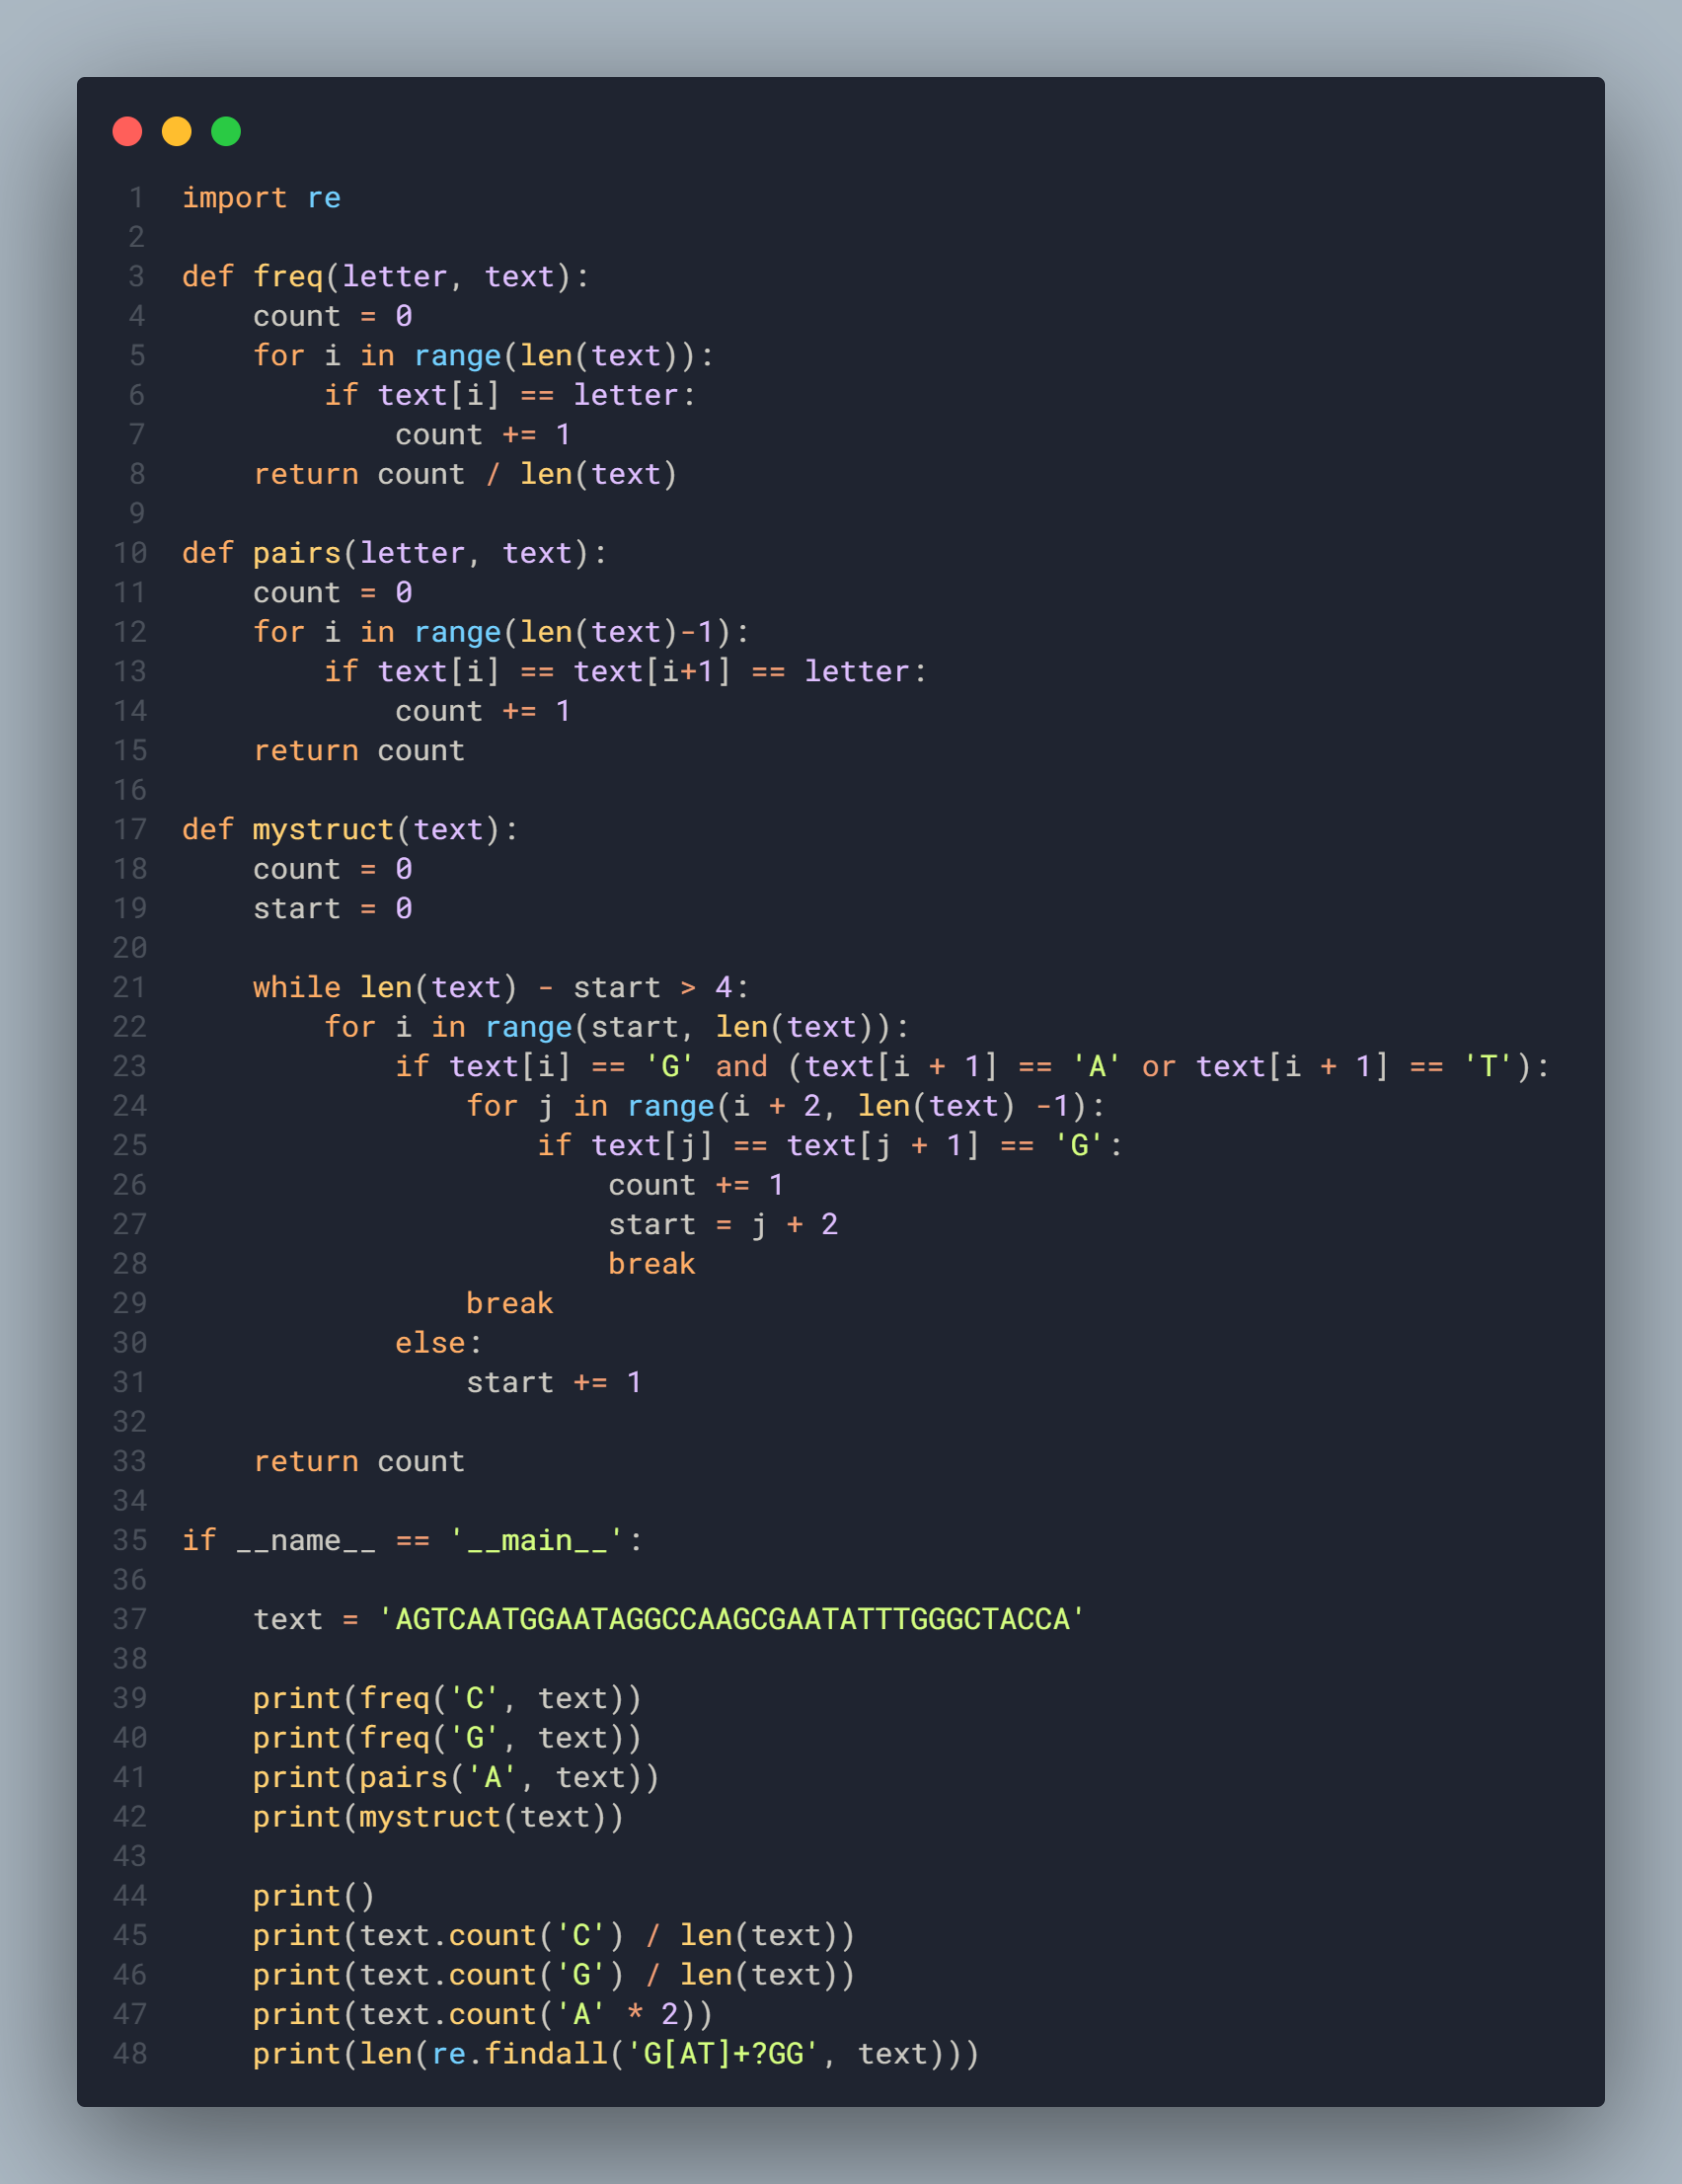 1 import re
2
3 def freq(letter, text):
4     count = 0
5     for i in range(len(text)):
6         if text[i] == letter:
7             count += 1
8     return count / len(text)
9
10 def pairs(letter, text):
11     count = 0
12     for i in range(len(text)-1):
13         if text[i] == text[i+1] == letter:
14             count += 1
15     return count
16
17 def mystruct(text):
18     count = 0
19     start = 0
20
21     while len(text) - start > 4:
22         for i in range(start, len(text)):
23             if text[i] == 'G' and (text[i + 1] == 'A' or text[i + 1] == 'T'):
24                 for j in range(i + 2, len(text) -1):
25                     if text[j] == text[j + 1] == 'G':
26                         count += 1
27                         start = j + 2
28                         break
29                 break
30             else:
31                 start += 1
32
33     return count
34
35 if __name__ == '__main__':
36
37     text = 'AGTCAATGGAATAGGCCAAGCGAATATTTGGGCTACCA'
38
39     print(freq('C', text))
40     print(freq('G', text))
41     print(pairs('A', text))
42     print(mystruct(text))
43
44     print()
45     print(text.count('C') / len(text))
46     print(text.count('G') / len(text))
47     print(text.count('A' * 2))
48     print(len(re.findall('G[AT]+?GG', text)))